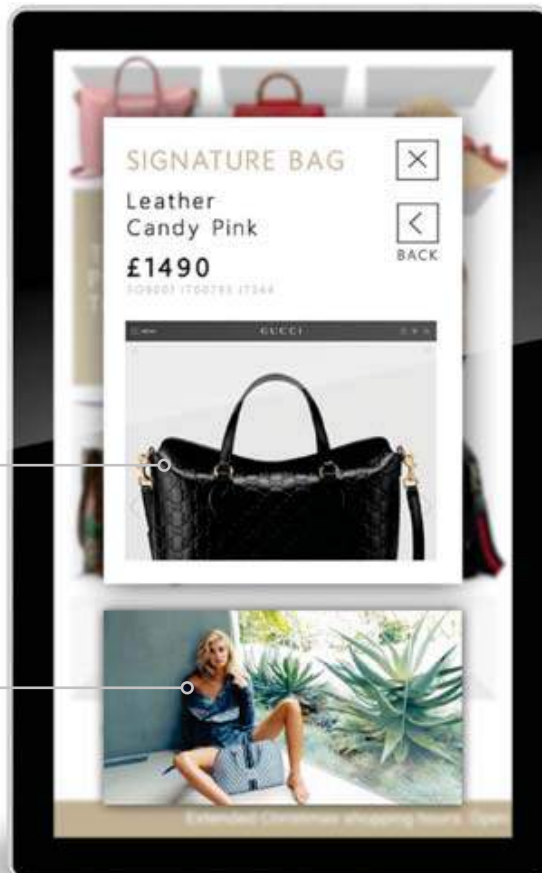 SIGNATURE BAG
Leather
Candy Pink
£1490
BACK
GUCCI
Extended Christmas shopping hours. Open